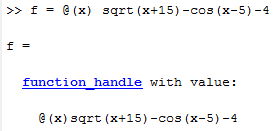 >> f = @(x) sqrt(x+15)-cos(x-5)-4
f =
function_handle with value:
@(x)sqrt(x+15)-cos(x-5)-4